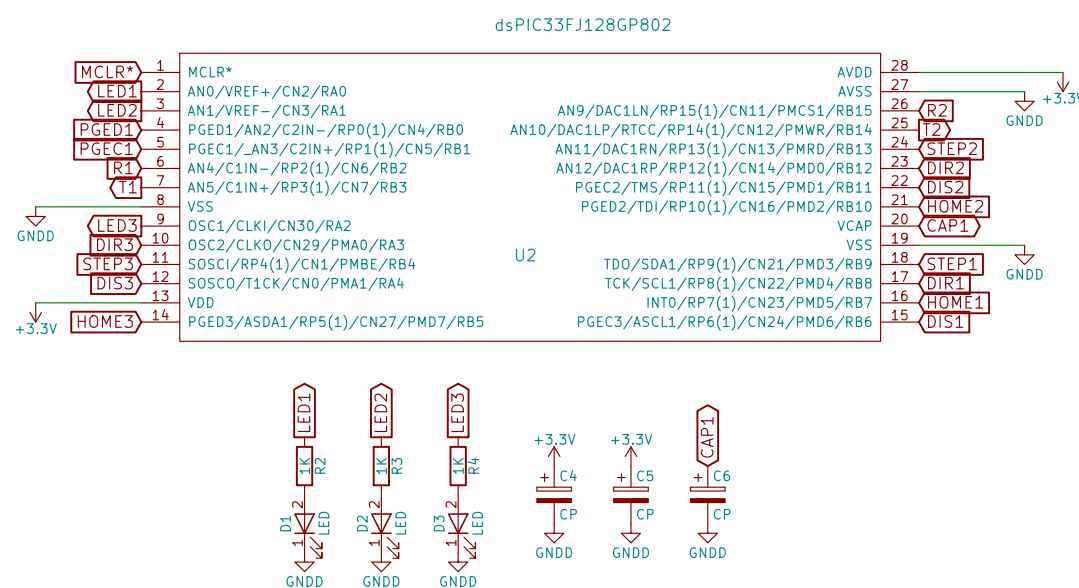 dsPIC33FJ128GP802
MCLR* 1 MCLR* AVDD 28
+3.3V
LED1 2 AN0/VREF+/CN2/RA0 AVSS 27
GNDD
LED2 3 AN1/VREF-/CN3/RA1 AN9/DAC1LN/RP15(1)/CN11/PMCS1/RB15 26 R2
PGED1 4 PGED1/AN2/C2IN-/RP0(1)/CN4/RB0 AN10/DAC1LP/RTCC/RP14(1)/CN12/PMWR/RB14 25 T2
PGEC1 5 PGEC1/_AN3/C2IN+/RP1(1)/CN5/RB1 AN11/DAC1RN/RP13(1)/CN13/PMRD/RB13 24 STEP2
R1 6 AN4/C1IN-/RP2(1)/CN6/RB2 AN12/DAC1RP/RP12(1)/CN14/PMD0/RB12 23 DIR2
T1 7 AN5/C1IN+/RP3(1)/CN7/RB3 PGEC2/TMS/RP11(1)/CN15/PMD1/RB11 22 DIS2
GNDD 8 VSS PGED2/TDI/RP10(1)/CN16/PMD2/RB10 21 HOME2
LED3 9 OSC1/CLKI/CN30/RA2 VCAP 20 CAP1
DIR3 10 OSC2/CLKO/CN29/PMA0/RA3 VSS 19
GNDD
U2
STEP3 11 SOSCI/RP4(1)/CN1/PMBE/RB4 TDO/SDA1/RP9(1)/CN21/PMD3/RB9 18 STEP1
DIS3 12 SOSCO/T1CK/CN0/PMA1/RA4 TCK/SCL1/RP8(1)/CN22/PMD4/RB8 17 DIR1
+3.3V 13 VDD INT0/RP7(1)/CN23/PMD5/RB7 16 HOME1
HOME3 14 PGED3/ASDA1/RP5(1)/CN27/PMD7/RB5 PGEC3/ASCL1/RP6(1)/CN24/PMD6/RB6 15 DIS1
LED1 LED2 LED3 CAP1
+3.3V +3.3V
1K R2 1K R3 1K R4
+ C4 + C5 + C6
CP CP CP
D1 2 1 LED D2 2 1 LED D3 2 1 LED
GNDD GNDD GNDD
GNDD GNDD GNDD